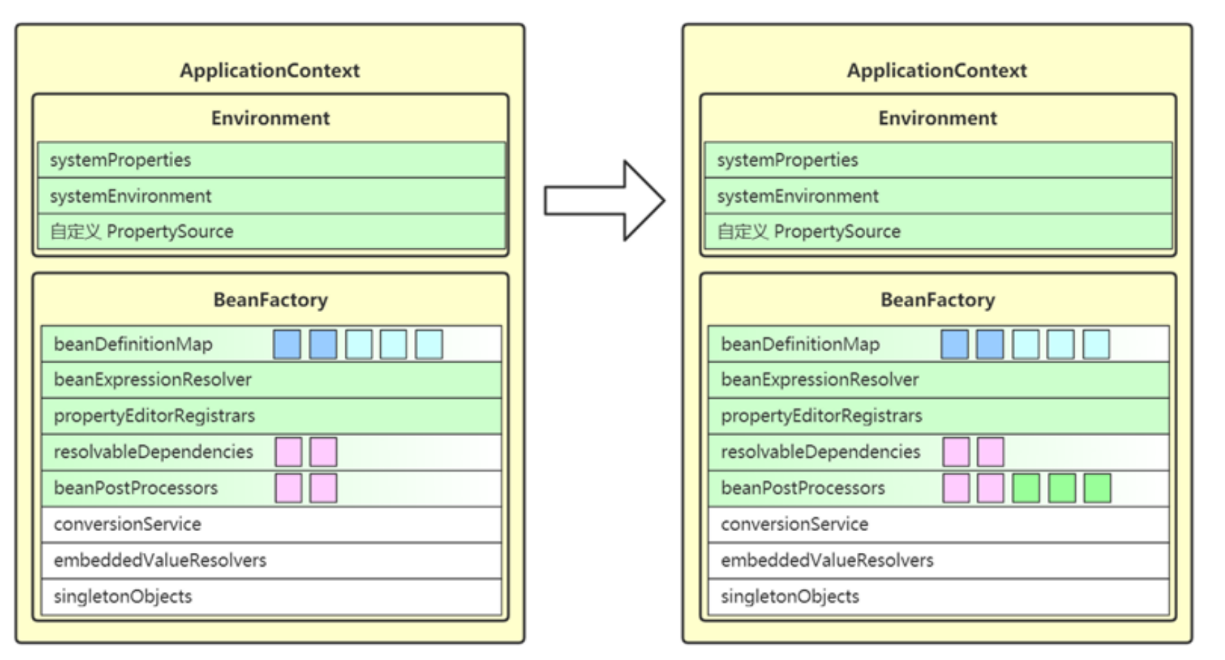 ApplicationContext
Environment
systemProperties
systemEnvironment
自定义 PropertySource
BeanFactory
beanDefinitionMap
beanExpressionResolver
propertyEditorRegistrars
resolvableDependencies
beanPostProcessors
conversionService
embeddedValueResolvers
singletonObjects
ApplicationContext
Environment
systemProperties
systemEnvironment
自定义 PropertySource
BeanFactory
beanDefinitionMap
beanExpressionResolver
propertyEditorRegistrars
resolvableDependencies
beanPostProcessors
conversionService
embeddedValueResolvers
singletonObjects